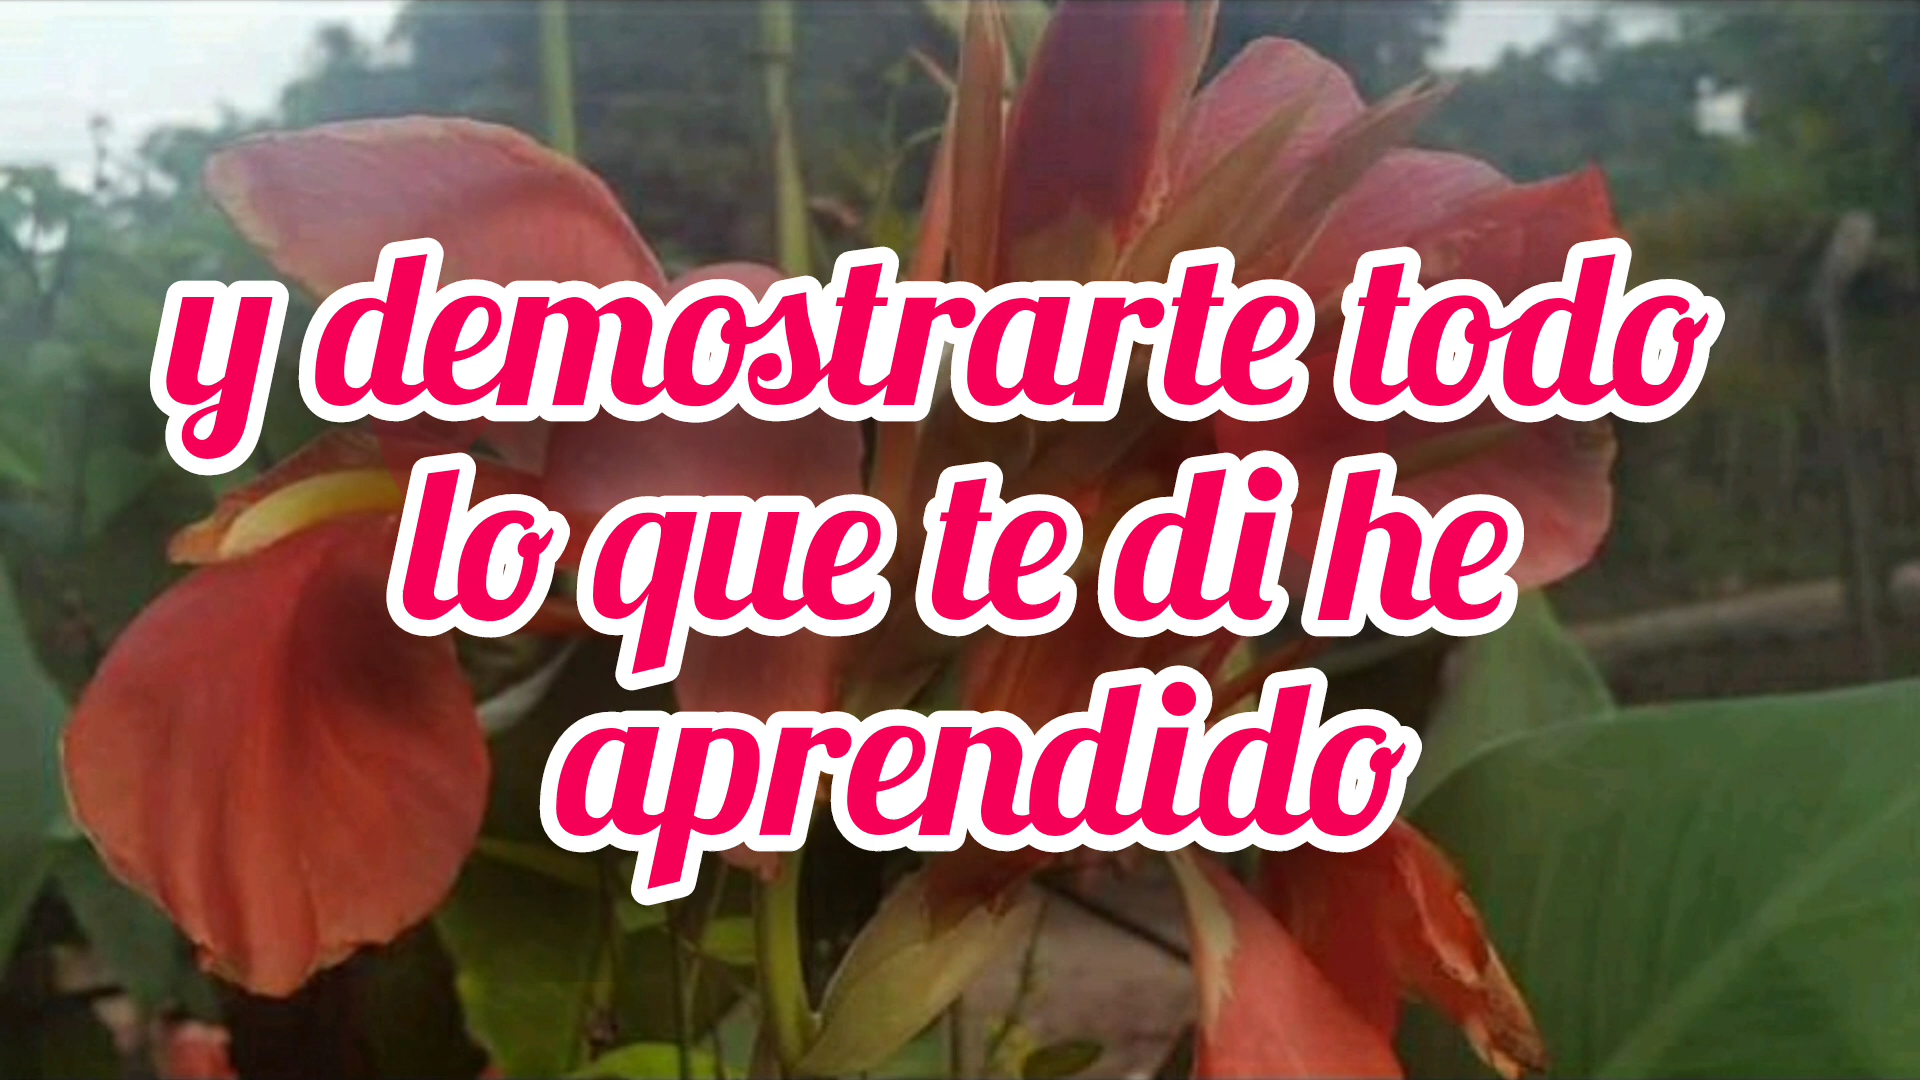 y demostrarte todo
lo que te di he
aprendido